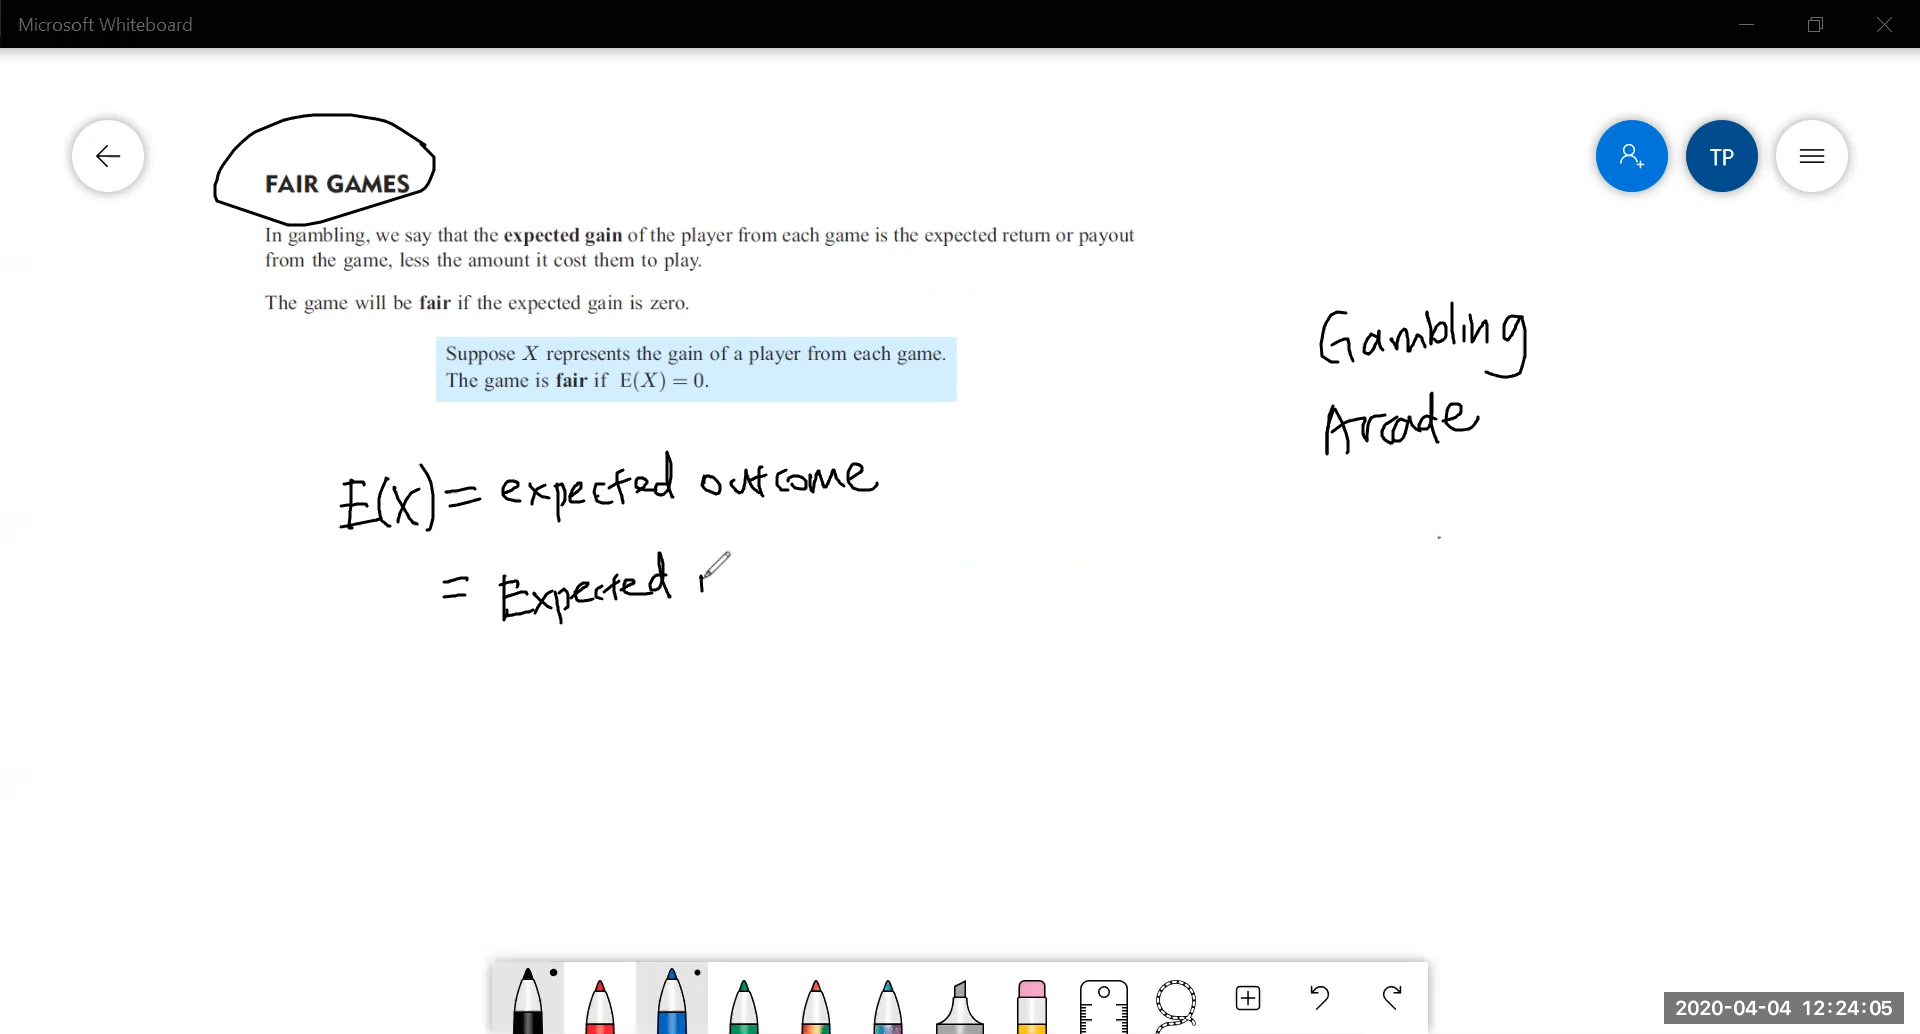 Microsoft Whiteboard
TP
FAIR GAMES
In gambling, we say that the expected gain of the player from each game is the expected return or payout
from the game, less the amount it cost them to play.
The game will be fair if the expected gain is zero.
Suppose X represents the gain of a player from each game.
The game is fair if E(X) = 0.
Gambling
Arcade
E(X) = expected outcome
= Expected r
2020-04-04 12:24:05